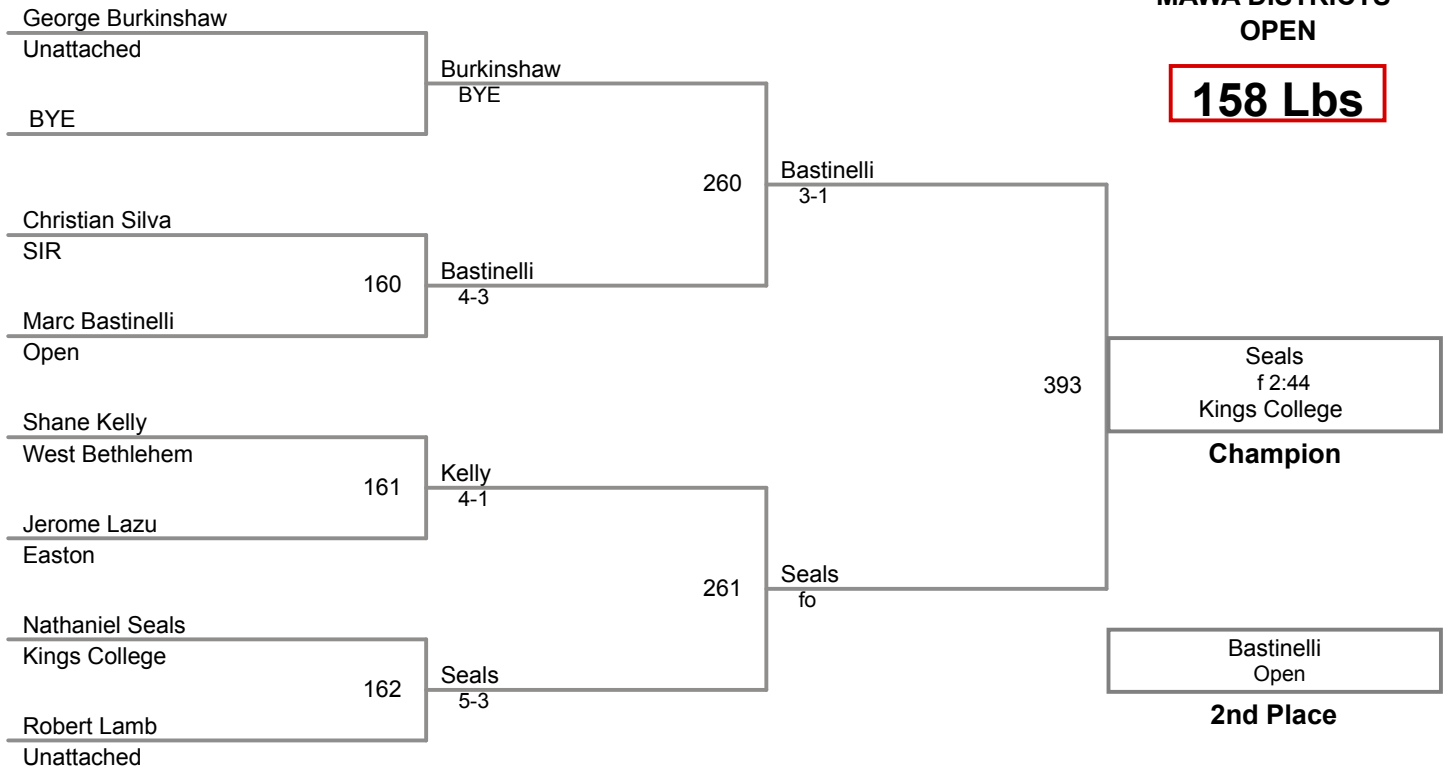 MAWA DISTRICTS
OPEN
158 Lbs
George Burkinshaw
Unattached
BYE
Burkinshaw
BYE
Christian Silva
SIR
160
Marc Bastinelli
Open
Bastinelli
4-3
260
Bastinelli
3-1
Shane Kelly
West Bethlehem
161
Jerome Lazu
Easton
Kelly
4-1
Nathaniel Seals
Kings College
162
Robert Lamb
Unattached
Seals
5-3
261
Seals
fo
393
Seals
f 2:44
Kings College
Champion
Bastinelli
Open
2nd Place